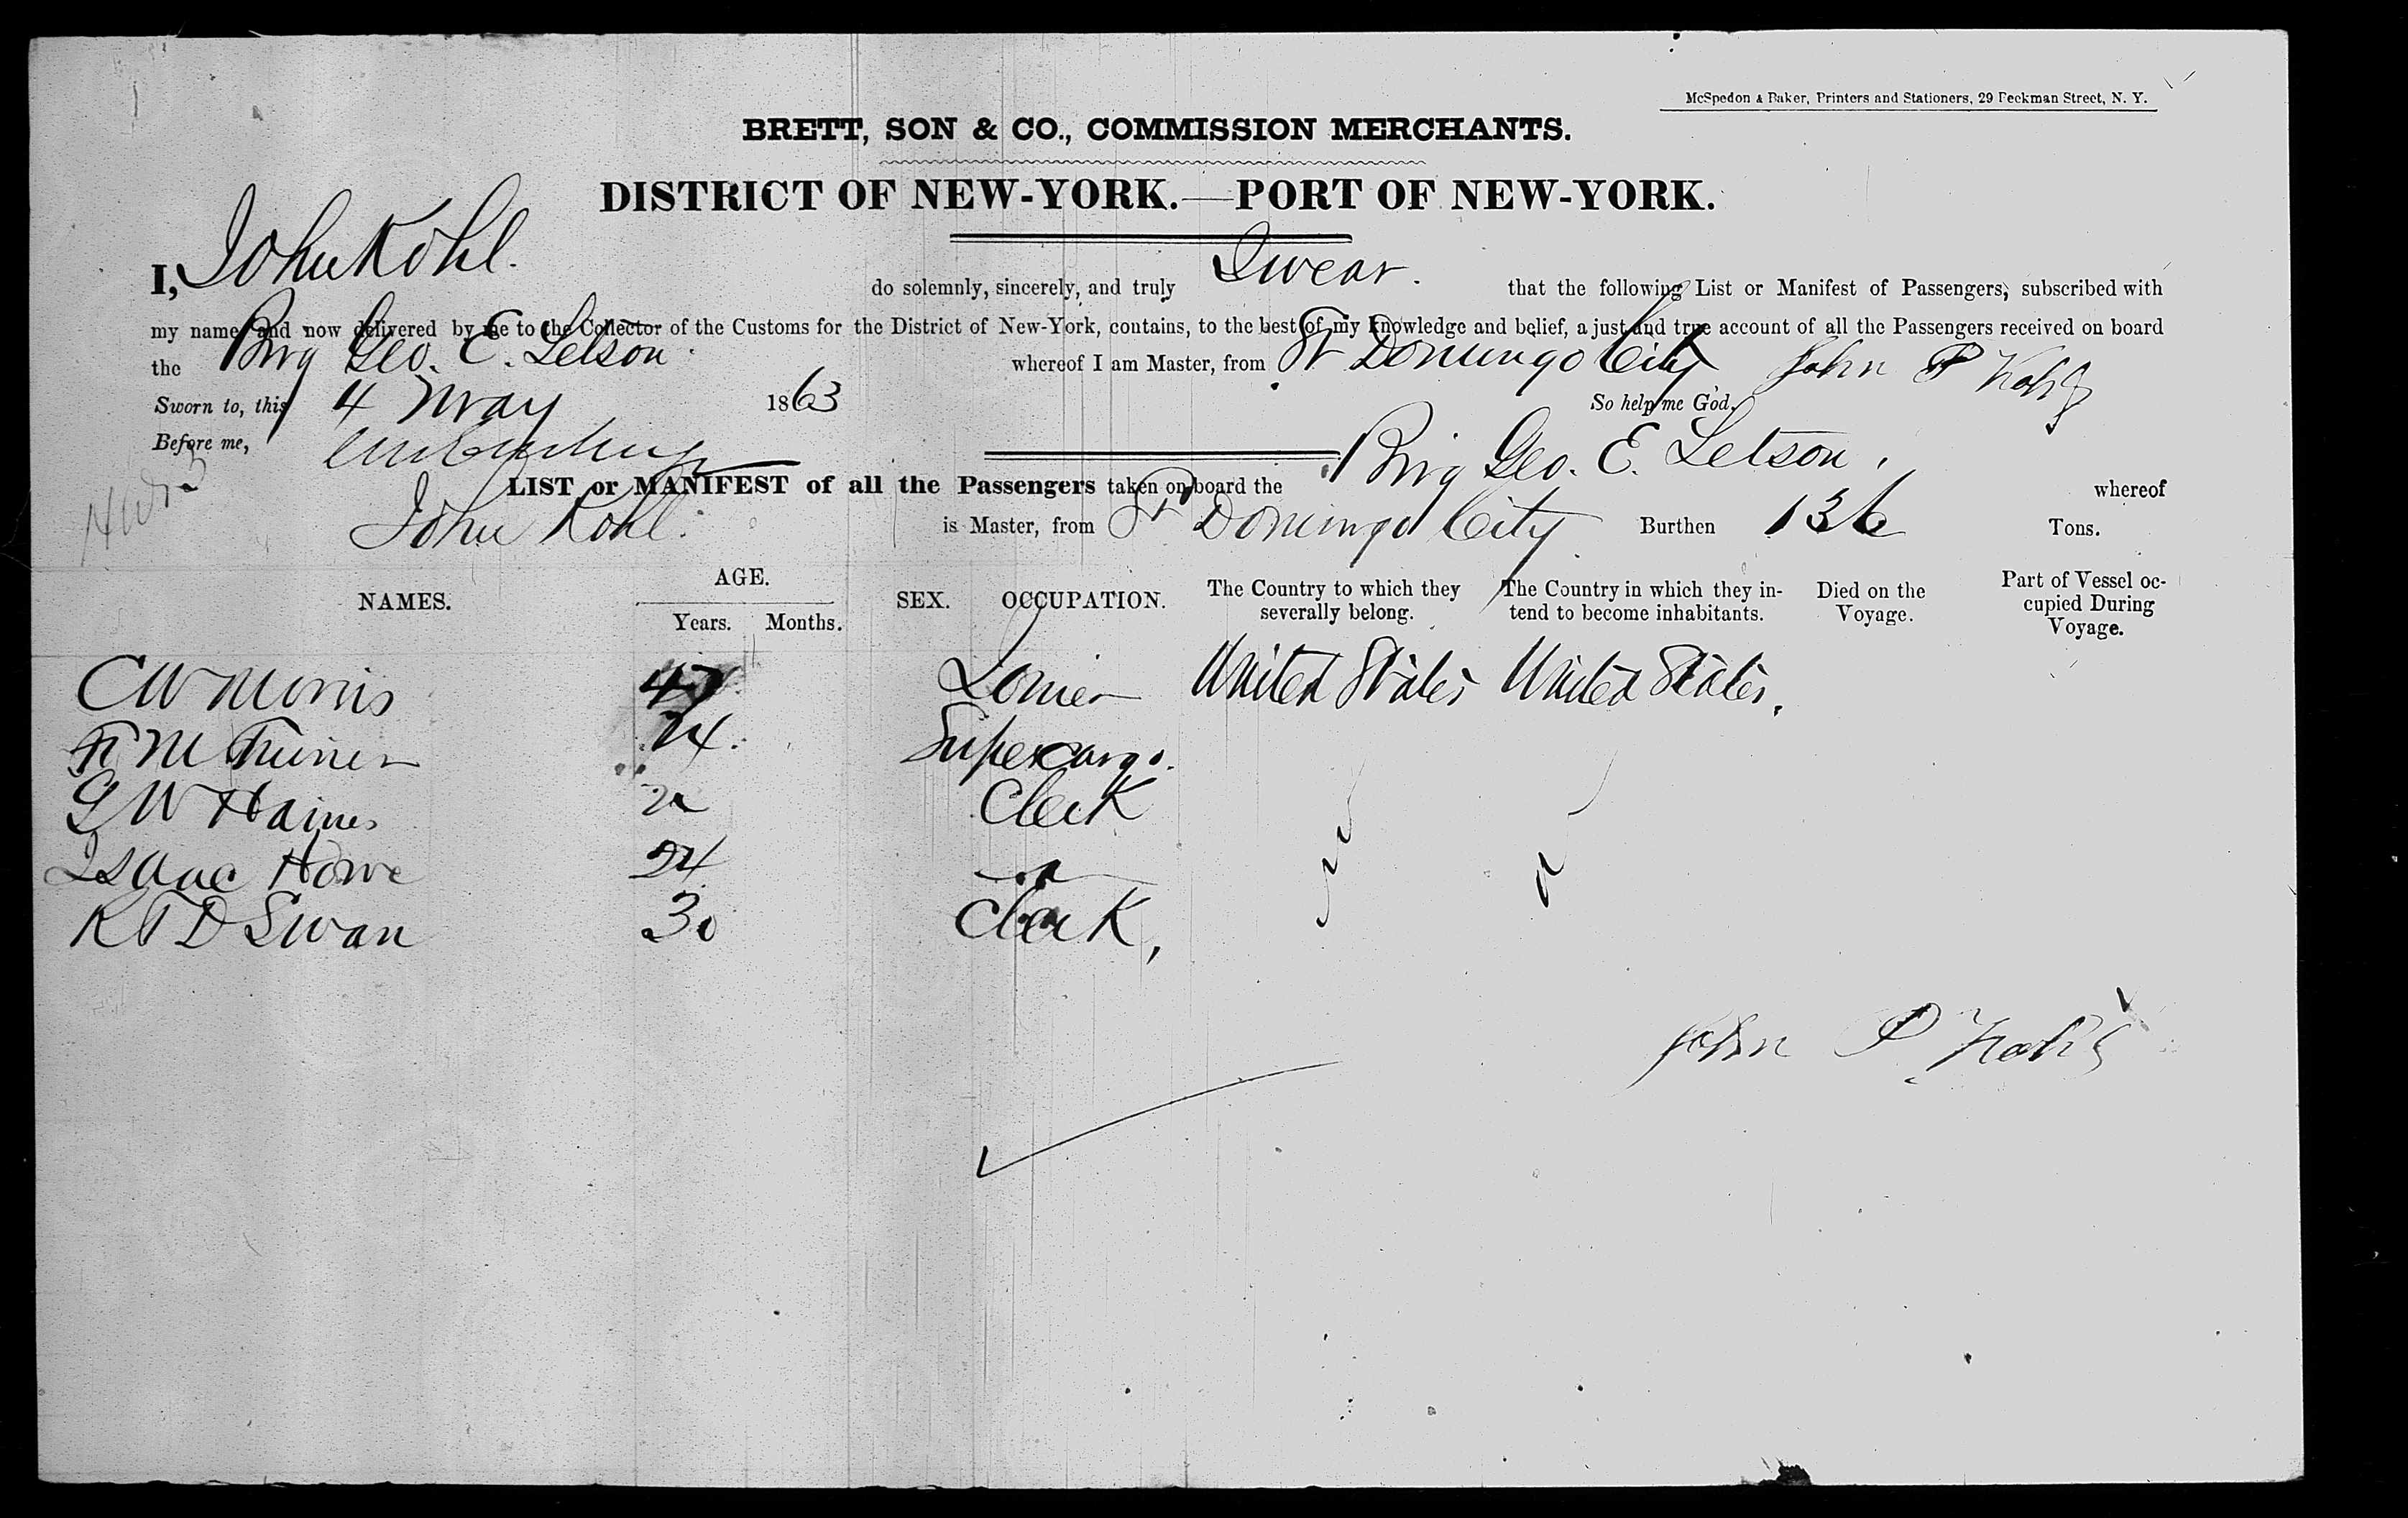 McSpedon & Baker, Printers and Stationers, 29 Beekman Street, N. Y.
BRETT, SON & CO., COMMISSION MERCHANTS.
DISTRICT OF NEW-YORK.—PORT OF NEW-YORK.
I, John Kohl. do solemnly, sincerely, and truly Swear. that the following List or Manifest of Passengers, subscribed with
my name and now delivered by me to the Collector of the Customs for the District of New-York, contains, to the best of my knowledge and belief, a just and true account of all the Passengers received on board
the Brig Geo. E. Letson. whereof I am Master, from St Domingo City John P Kohl
Sworn to, this 4 May 1863 So help me God.
Before me,
LIST or MANIFEST of all the Passengers taken on board the Brig Geo. E. Letson. whereof
John Kohl. is Master, from St Domingo City Burthen 136 Tons.
NAMES. AGE. Years. Months. SEX. OCCUPATION. The Country to which they severally belong. The Country in which they intend to become inhabitants. Died on the Voyage. Part of Vessel occupied During Voyage.
C W Morris 47 United States United States.
M Turner 24. Supercargo.
G W Haines Clerk
Isaac Howe 24
R T D Swan 30 Clerk,
John P Kohl